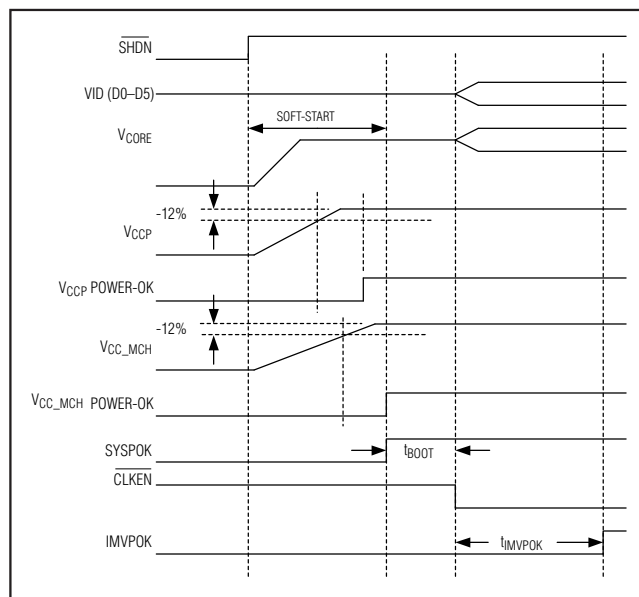 SHDN
VID (D0–D5)
SOFT-START
VCORE
-12%
VCCP
VCCP POWER-OK
-12%
VCC_MCH
VCC_MCH POWER-OK
SYSPOK
tBOOT
CLKEN
IMVPOK
tIMVPOK